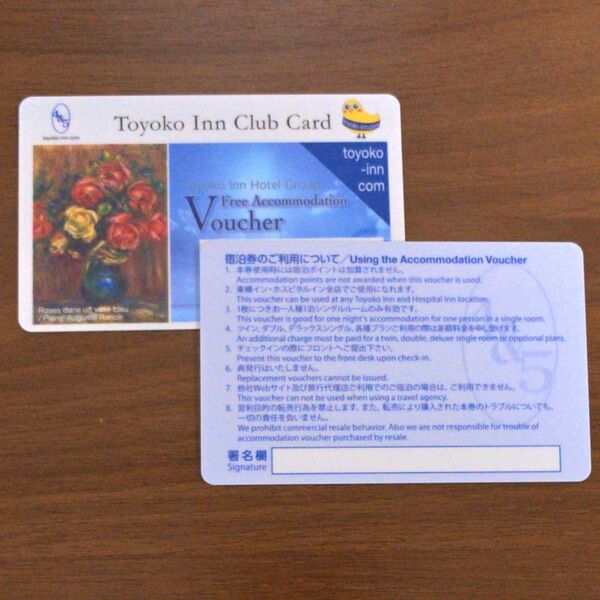 4&5
toyoko-inn.com
Toyoko Inn Club Card
toyoko
-inn
com
Toyoko Inn Hotel Group
Free Accommodation
Voucher
Roses dans un vase bleu
/ Pierre Auguste Renoir
宿泊券のご利用について/Using the Accommodation Voucher
1. 本券使用時には宿泊ポイントは加算されません。
Accommodation points are not awarded when this voucher is used.
2. 東横イン・ホスピタルイン全店でご使用になれます。
This voucher can be used at any Toyoko Inn and Hospital Inn location.
3. 1枚につきお一人様1泊シングルルームのみ有効です。
This voucher is good for one night's accommodation for one person in a single room.
4. ツイン、ダブル、デラックスシングル、各種プランご利用の際は差額料金を申し受けます。
An additional charge must be paid for a twin, double, deluxe single room or opptional plans.
5. チェックインの際にフロントへご提出下さい。
Present this voucher to the front desk upon check-in.
6. 再発行はいたしません。
Replacement vouchers cannot be issued.
7. 他社Webサイト及び旅行代理店ご利用でのご宿泊の場合は、ご利用できません。
This vaucher can not be used when using a travel agency.
8. 営利目的の転売行為を禁止します。また、転売により購入された本券のトラブルについても、
一切の責任を負いません。
We prohibit commercial resale behavior. Also we are not responsible for trouble of
accommodation voucher purchased by resale.
署名欄
Signature